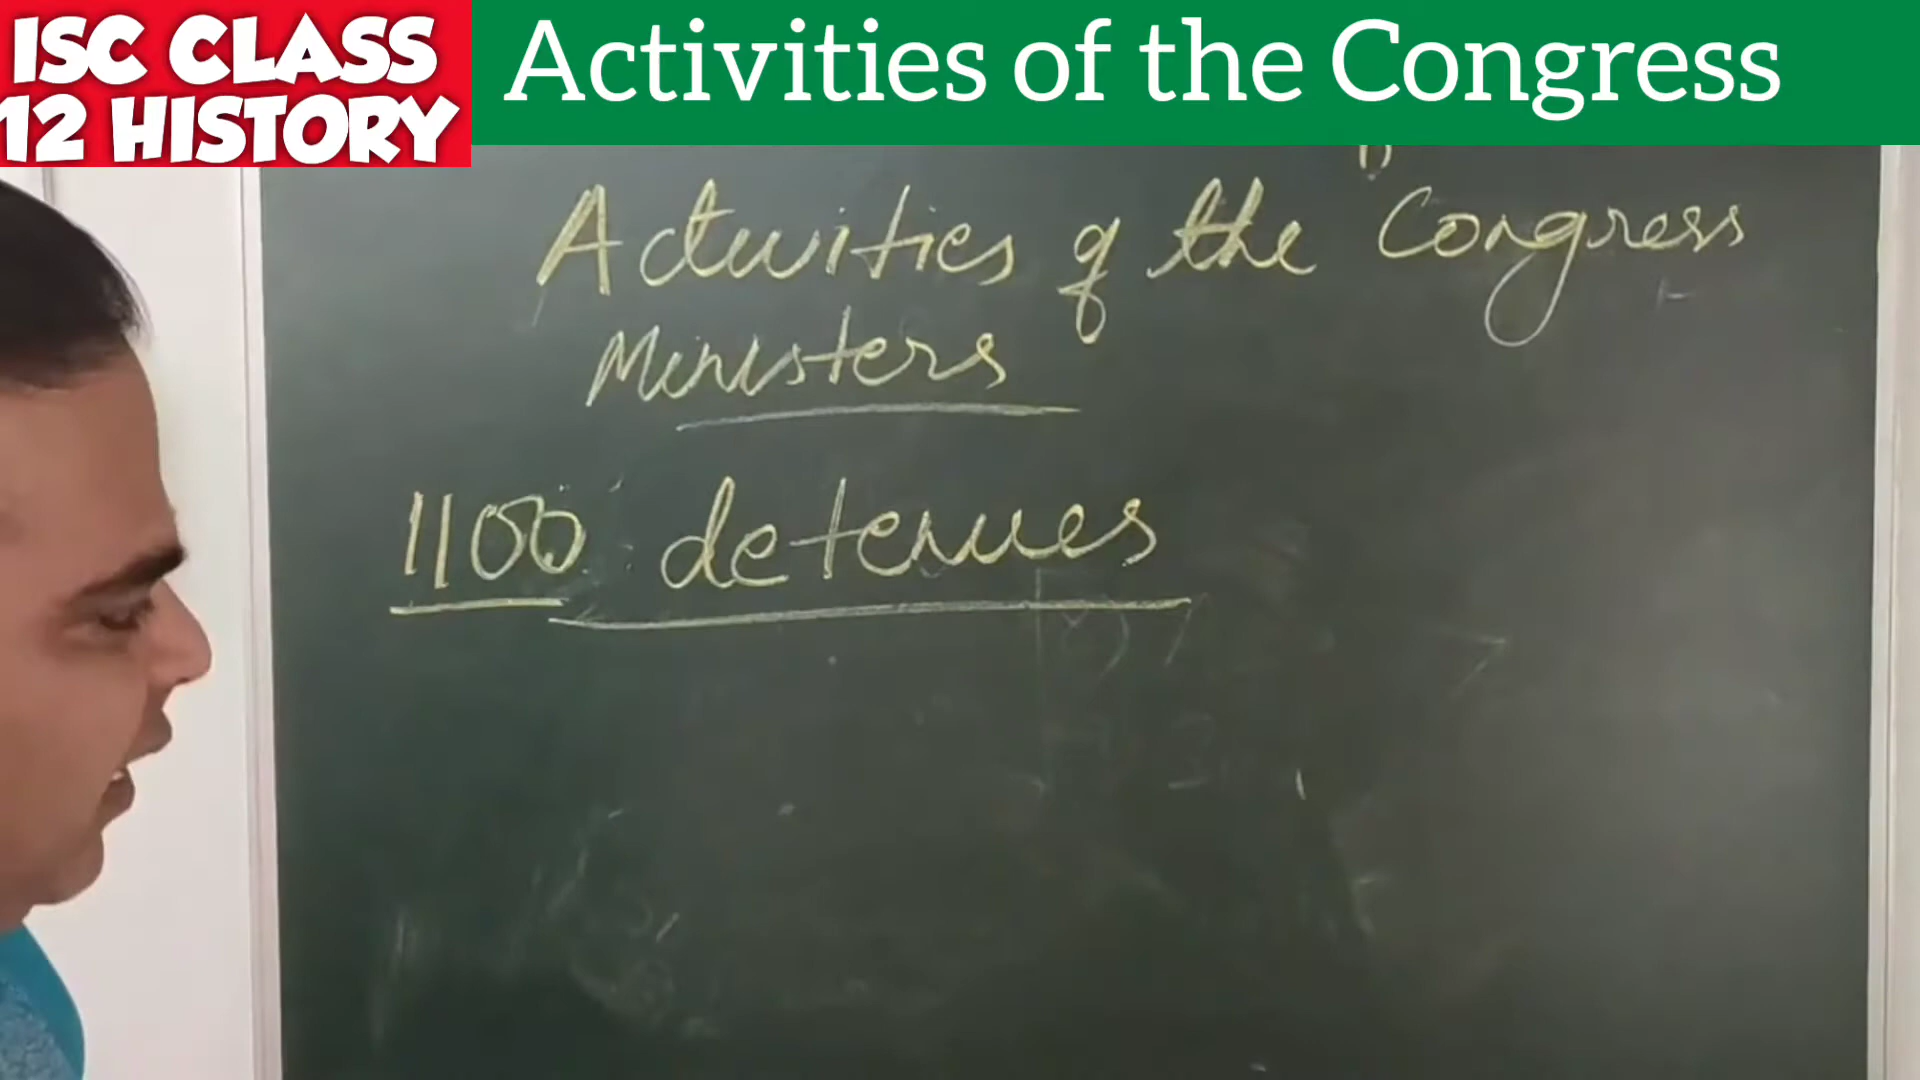 ISC CLASS
12 HISTORY
Activities of the Congress
Activities of the Congress
Ministers
1100 detenues